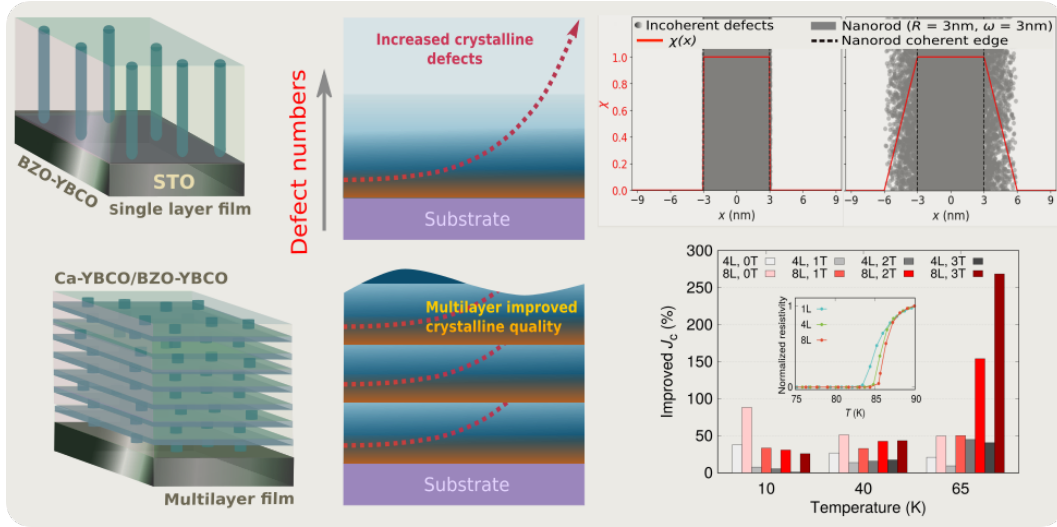 BZO-YBCO
STO
Single layer film
Defect numbers
Increased crystalline
defects
Substrate
Incoherent defects
χ(x)
Nanorod (R = 3nm, ω = 3nm)
Nanorod coherent edge
χ
1.0
0.8
0.6
0.4
0.2
0.0
−9 −6 −3 0 3 6 9
x (nm)
−9 −6 −3 0 3 6 9
x (nm)
Ca-YBCO/BZO-YBCO
Multilayer film
Multilayer improved
crystalline quality
Substrate
Improved Jc (%)
300
250
200
150
100
50
0
4L, 0T 4L, 1T 4L, 2T 4L, 3T
8L, 0T 8L, 1T 8L, 2T 8L, 3T
Normalized resistivity
1
0
1L
4L
8L
75 80 85 90
T (K)
10 40 65
Temperature (K)